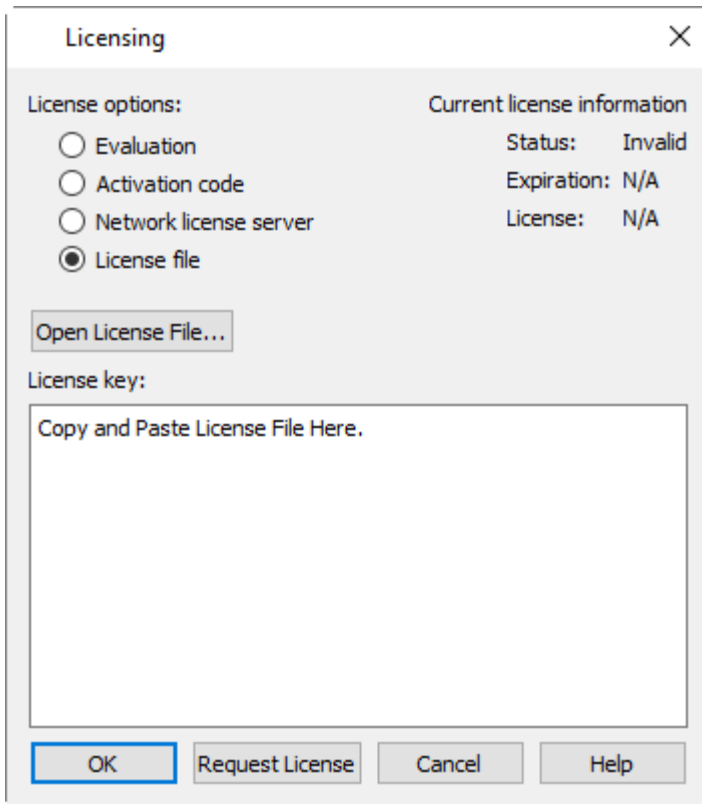 Licensing
License options:
Evaluation
Activation code
Network license server
License file
Current license information
Status: Invalid
Expiration: N/A
License: N/A
Open License File...
License key:
Copy and Paste License File Here.
OK
Request License
Cancel
Help